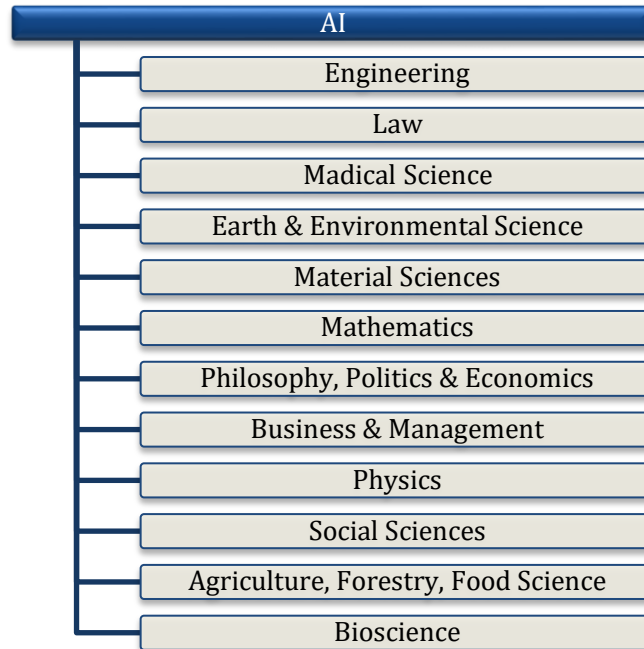 AI
Engineering
Law
Madical Science
Earth & Environmental Science
Material Sciences
Mathematics
Philosophy, Politics & Economics
Business & Management
Physics
Social Sciences
Agriculture, Forestry, Food Science
Bioscience